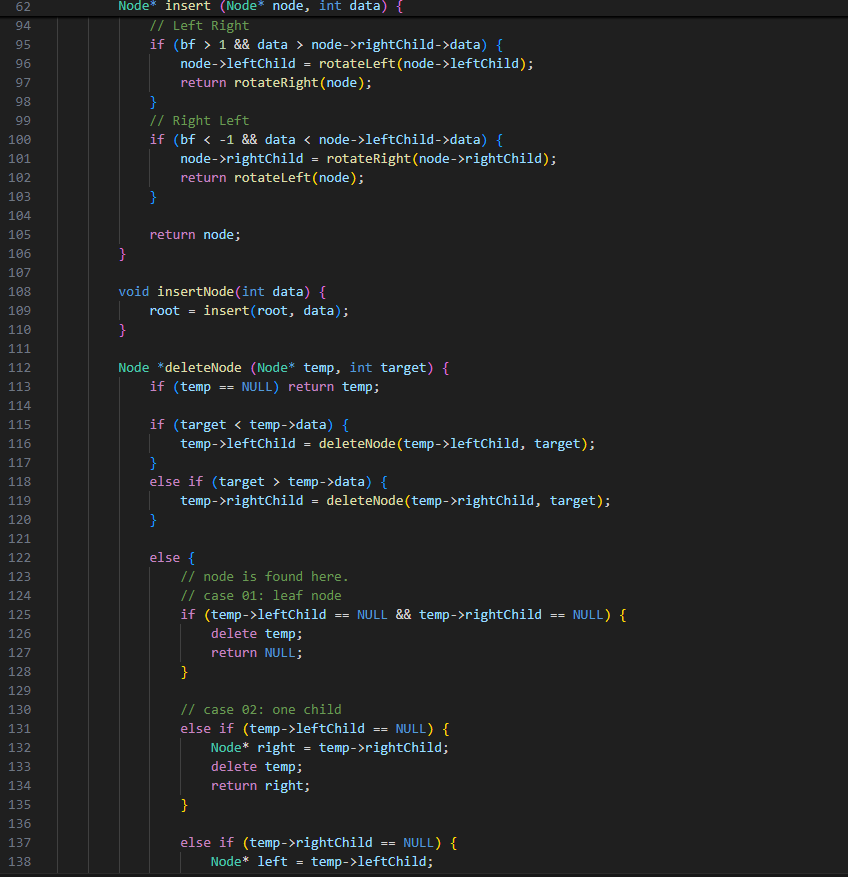 62 Node* insert (Node* node, int data) {
94 // Left Right
95 if (bf > 1 && data > node->rightChild->data) {
96 node->leftChild = rotateLeft(node->leftChild);
97 return rotateRight(node);
98 }
99 // Right Left
100 if (bf < -1 && data < node->leftChild->data) {
101 node->rightChild = rotateRight(node->rightChild);
102 return rotateLeft(node);
103 }
104
105 return node;
106 }
107
108 void insertNode(int data) {
109 root = insert(root, data);
110 }
111
112 Node *deleteNode (Node* temp, int target) {
113 if (temp == NULL) return temp;
114
115 if (target < temp->data) {
116 temp->leftChild = deleteNode(temp->leftChild, target);
117 }
118 else if (target > temp->data) {
119 temp->rightChild = deleteNode(temp->rightChild, target);
120 }
121
122 else {
123 // node is found here.
124 // case 01: leaf node
125 if (temp->leftChild == NULL && temp->rightChild == NULL) {
126 delete temp;
127 return NULL;
128 }
129
130 // case 02: one child
131 else if (temp->leftChild == NULL) {
132 Node* right = temp->rightChild;
133 delete temp;
134 return right;
135 }
136
137 else if (temp->rightChild == NULL) {
138 Node* left = temp->leftChild;